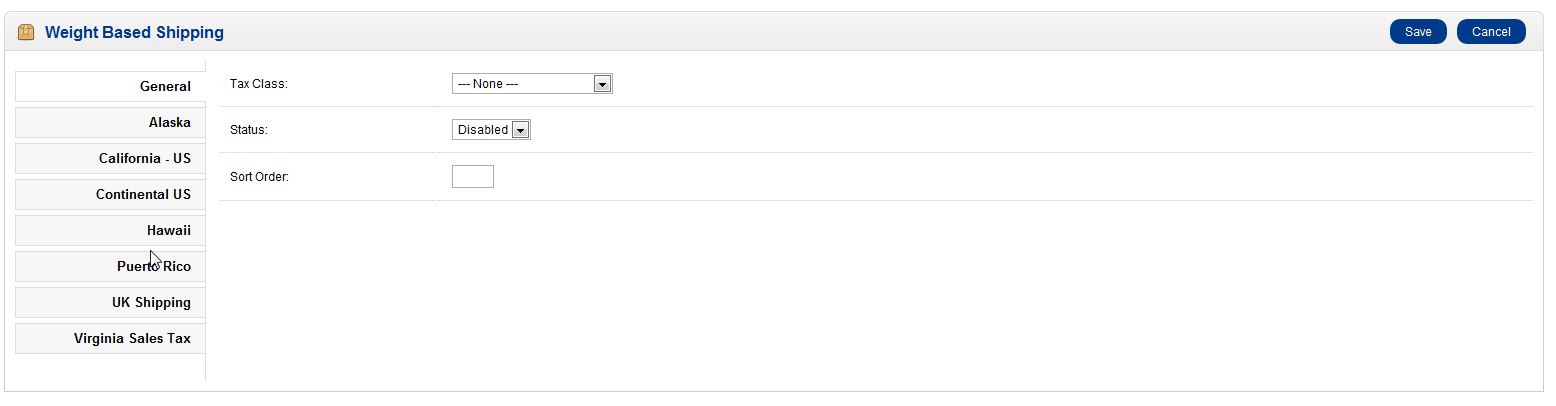 Weight Based Shipping
Save
Cancel
General
Alaska
California - US
Continental US
Hawaii
Puerto Rico
UK Shipping
Virginia Sales Tax
Tax Class:
--- None ---
Status:
Disabled
Sort Order: